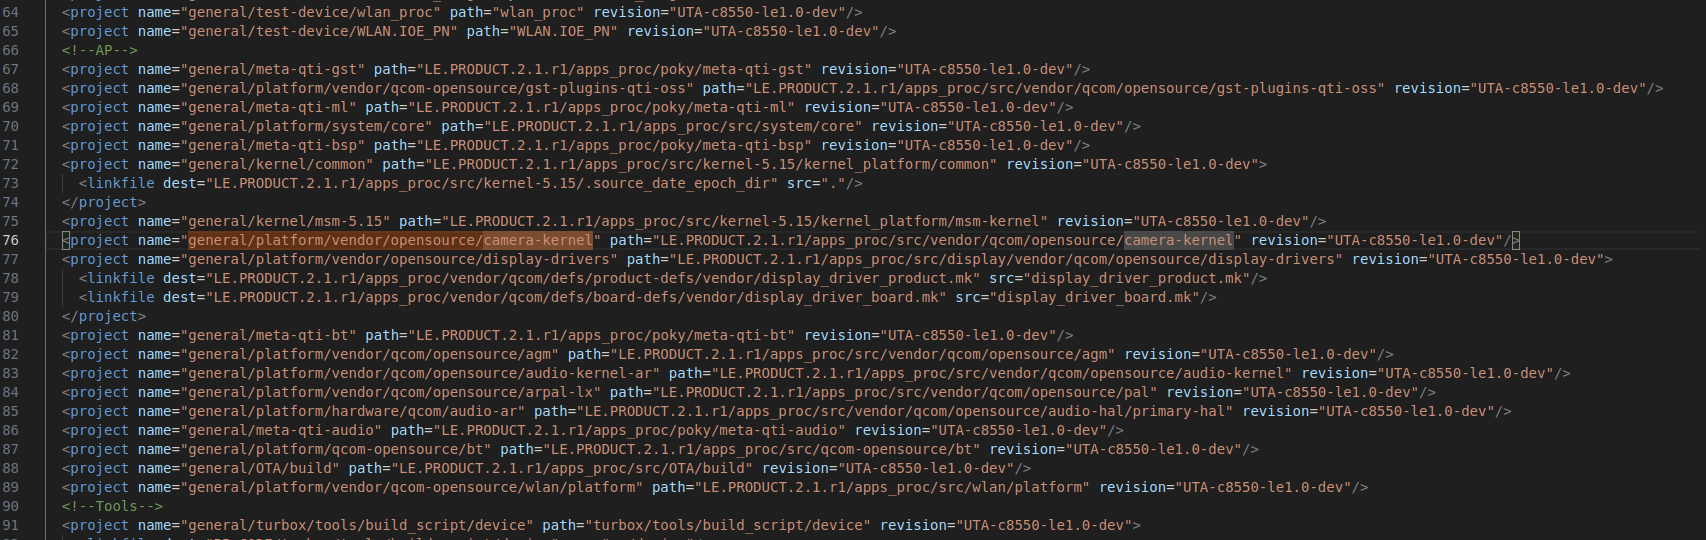 64 <project name="general/test-device/wlan_proc" path="wlan_proc" revision="UTA-c8550-le1.0-dev"/>
65 <project name="general/test-device/WLAN.IOE_PN" path="WLAN.IOE_PN" revision="UTA-c8550-le1.0-dev"/>
66 <!--AP-->
67 <project name="general/meta-qti-gst" path="LE.PRODUCT.2.1.r1/apps_proc/poky/meta-qti-gst" revision="UTA-c8550-le1.0-dev"/>
68 <project name="general/platform/vendor/qcom-opensource/gst-plugins-qti-oss" path="LE.PRODUCT.2.1.r1/apps_proc/src/vendor/qcom/opensource/gst-plugins-qti-oss" revision="UTA-c8550-le1.0-dev"/>
69 <project name="general/meta-qti-ml" path="LE.PRODUCT.2.1.r1/apps_proc/poky/meta-qti-ml" revision="UTA-c8550-le1.0-dev"/>
70 <project name="general/platform/system/core" path="LE.PRODUCT.2.1.r1/apps_proc/src/system/core" revision="UTA-c8550-le1.0-dev"/>
71 <project name="general/meta-qti-bsp" path="LE.PRODUCT.2.1.r1/apps_proc/poky/meta-qti-bsp" revision="UTA-c8550-le1.0-dev"/>
72 <project name="general/kernel/common" path="LE.PRODUCT.2.1.r1/apps_proc/src/kernel-5.15/kernel_platform/common" revision="UTA-c8550-le1.0-dev">
73 <linkfile dest="LE.PRODUCT.2.1.r1/apps_proc/src/kernel-5.15/.source_date_epoch_dir" src="."/>
74 </project>
75 <project name="general/kernel/msm-5.15" path="LE.PRODUCT.2.1.r1/apps_proc/src/kernel-5.15/kernel_platform/msm-kernel" revision="UTA-c8550-le1.0-dev"/>
76 <project name="general/platform/vendor/opensource/camera-kernel" path="LE.PRODUCT.2.1.r1/apps_proc/src/vendor/qcom/opensource/camera-kernel" revision="UTA-c8550-le1.0-dev"/>
77 <project name="general/platform/vendor/opensource/display-drivers" path="LE.PRODUCT.2.1.r1/apps_proc/src/display/vendor/qcom/opensource/display-drivers" revision="UTA-c8550-le1.0-dev">
78 <linkfile dest="LE.PRODUCT.2.1.r1/apps_proc/vendor/qcom/defs/product-defs/vendor/display_driver_product.mk" src="display_driver_product.mk"/>
79 <linkfile dest="LE.PRODUCT.2.1.r1/apps_proc/vendor/qcom/defs/board-defs/vendor/display_driver_board.mk" src="display_driver_board.mk"/>
80 </project>
81 <project name="general/meta-qti-bt" path="LE.PRODUCT.2.1.r1/apps_proc/poky/meta-qti-bt" revision="UTA-c8550-le1.0-dev"/>
82 <project name="general/platform/vendor/qcom/opensource/agm" path="LE.PRODUCT.2.1.r1/apps_proc/src/vendor/qcom/opensource/agm" revision="UTA-c8550-le1.0-dev"/>
83 <project name="general/platform/vendor/qcom/opensource/audio-kernel-ar" path="LE.PRODUCT.2.1.r1/apps_proc/src/vendor/qcom/opensource/audio-kernel" revision="UTA-c8550-le1.0-dev"/>
84 <project name="general/platform/vendor/qcom/opensource/arpal-lx" path="LE.PRODUCT.2.1.r1/apps_proc/src/vendor/qcom/opensource/pal" revision="UTA-c8550-le1.0-dev"/>
85 <project name="general/platform/hardware/qcom/audio-ar" path="LE.PRODUCT.2.1.r1/apps_proc/src/vendor/qcom/opensource/audio-hal/primary-hal" revision="UTA-c8550-le1.0-dev"/>
86 <project name="general/meta-qti-audio" path="LE.PRODUCT.2.1.r1/apps_proc/poky/meta-qti-audio" revision="UTA-c8550-le1.0-dev"/>
87 <project name="general/platform/qcom-opensource/bt" path="LE.PRODUCT.2.1.r1/apps_proc/src/qcom-opensource/bt" revision="UTA-c8550-le1.0-dev"/>
88 <project name="general/OTA/build" path="LE.PRODUCT.2.1.r1/apps_proc/src/OTA/build" revision="UTA-c8550-le1.0-dev"/>
89 <project name="general/platform/vendor/qcom-opensource/wlan/platform" path="LE.PRODUCT.2.1.r1/apps_proc/src/wlan/platform" revision="UTA-c8550-le1.0-dev"/>
90 <!--Tools-->
91 <project name="general/turbox/tools/build_script/device" path="turbox/tools/build_script/device" revision="UTA-c8550-le1.0-dev">